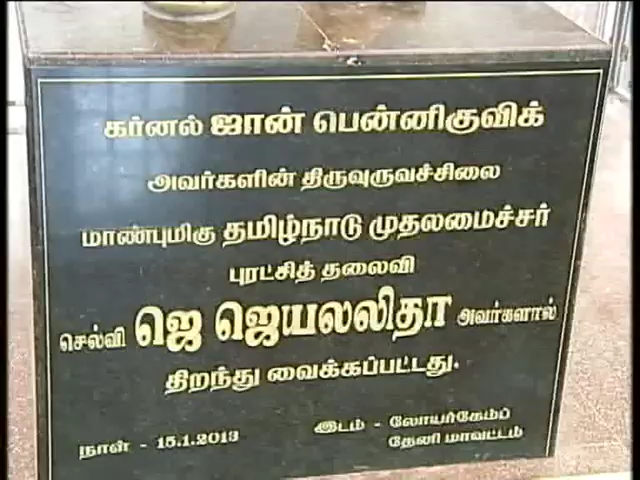 கர்னல் ஜான் பென்னிகுவிக்
அவர்களின் திருவுருவச்சிலை
மாண்புமிகு தமிழ்நாடு முதலமைச்சர்
புரட்சித் தலைவி
செல்வி ஜெ ஜெயலலிதா அவர்களால்
திறந்து வைக்கப்பட்டது.
நாள் - 15.1.2013
இடம் - லோயர்கேம்ப்
தேனி மாவட்டம்